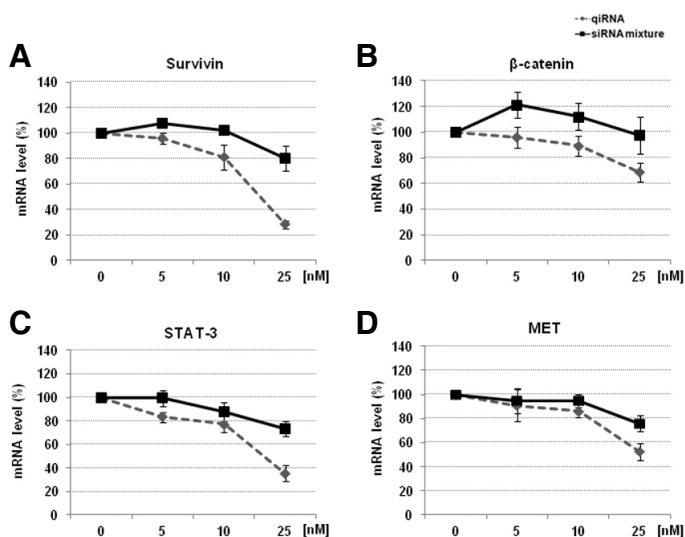 qiRNA
siRNA mixture
A
Survivin
mRNA level (%)
140
120
100
80
60
40
20
0
0 5 10 25 [nM]
B
β-catenin
mRNA level (%)
140
120
100
80
60
40
20
0
0 5 10 25 [nM]
C
STAT-3
mRNA level (%)
140
120
100
80
60
40
20
0
0 5 10 25 [nM]
D
MET
mRNA level (%)
140
120
100
80
60
40
20
0
0 5 10 25 [nM]